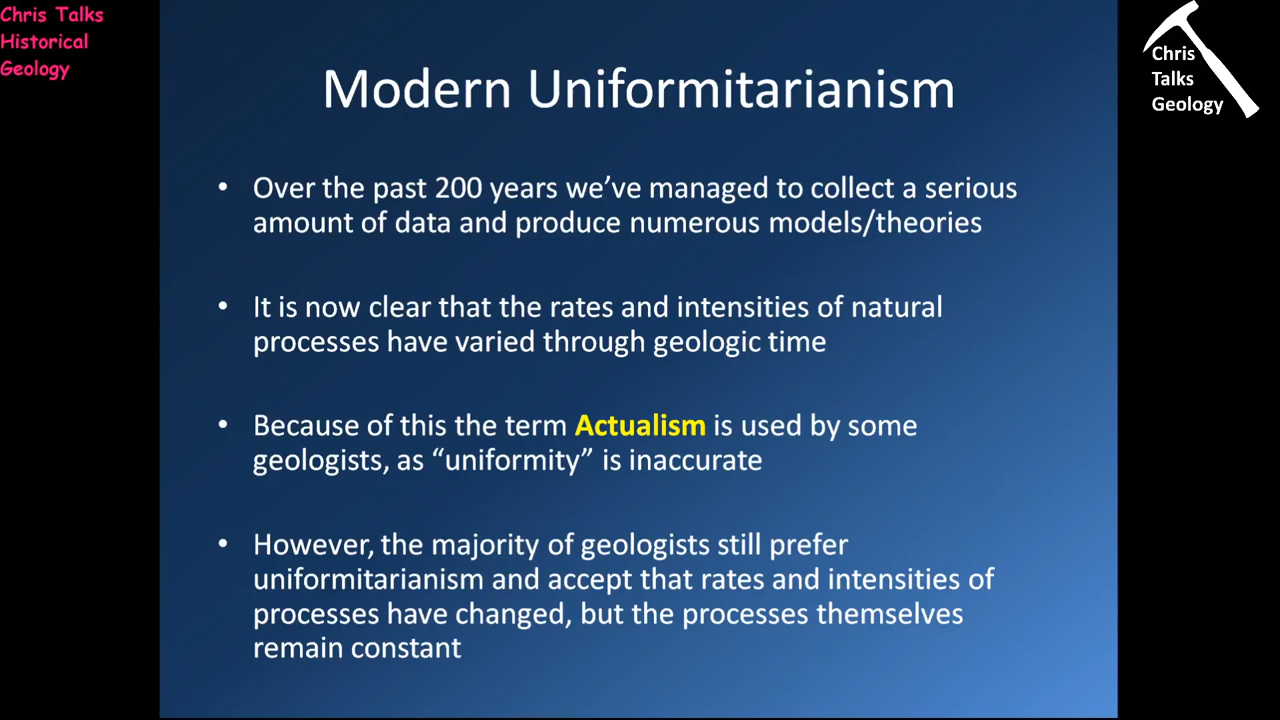 Chris Talks
Historical
Geology
Chris
Talks
Geology
Modern Uniformitarianism
• Over the past 200 years we’ve managed to collect a serious
amount of data and produce numerous models/theories
• It is now clear that the rates and intensities of natural
processes have varied through geologic time
• Because of this the term Actualism is used by some
geologists, as “uniformity” is inaccurate
• However, the majority of geologists still prefer
uniformitarianism and accept that rates and intensities of
processes have changed, but the processes themselves
remain constant